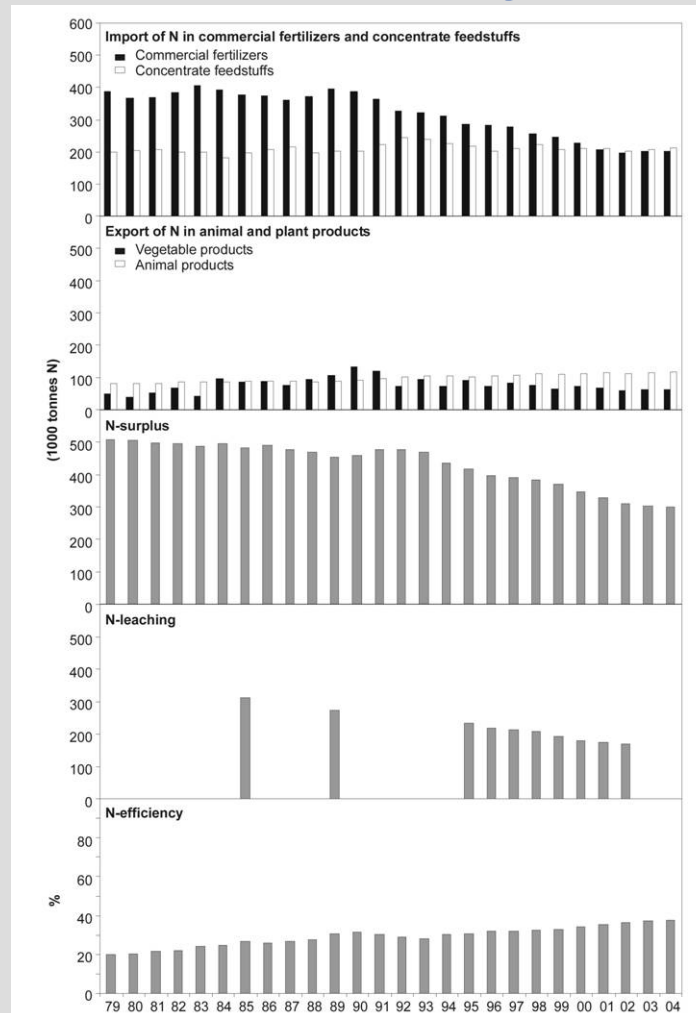 600
Import of N in commercial fertilizers and concentrate feedstuffs
Commercial fertilizers
500
Concentrate feedstuffs
400
300
200
100
0
Export of N in animal and plant products
500
Vegetable products
Animal products
400
300
200
100
0
(1000 tonnes N)
N-surplus
500
400
300
200
100
0
N-leaching
500
400
300
200
100
0
N-efficiency
80
60
%
40
20
0
79 80 81 82 83 84 85 86 87 88 89 90 91 92 93 94 95 96 97 98 99 00 01 02 03 04